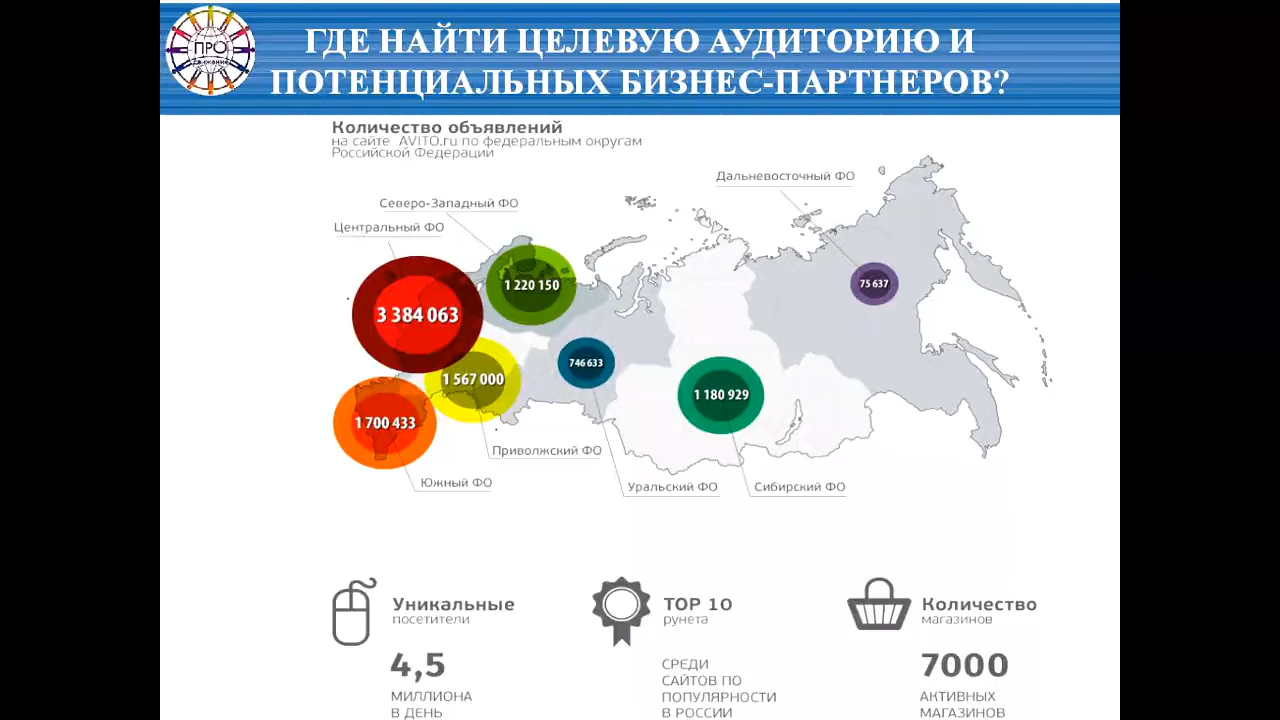 ПРО
Движение
ГДЕ НАЙТИ ЦЕЛЕВУЮ АУДИТОРИЮ И
ПОТЕНЦИАЛЬНЫХ БИЗНЕС-ПАРТНЕРОВ?
Количество объявлений
на сайте AVITO.ru по федеральным округам
Российской Федерации
Дальневосточный ФО
Северо-Западный ФО
Центральный ФО
1 220 150
75 637
3 384 063
746 633
1 567 000
1 180 929
1 700 433
Приволжский ФО
Южный ФО
Уральский ФО
Сибирский ФО
Уникальные
посетители
4,5
МИЛЛИОНА
В ДЕНЬ
TOP 10
рунета
СРЕДИ
САЙТОВ ПО
ПОПУЛЯРНОСТИ
В РОССИИ
Количество
магазинов
7000
АКТИВНЫХ
МАГАЗИНОВ